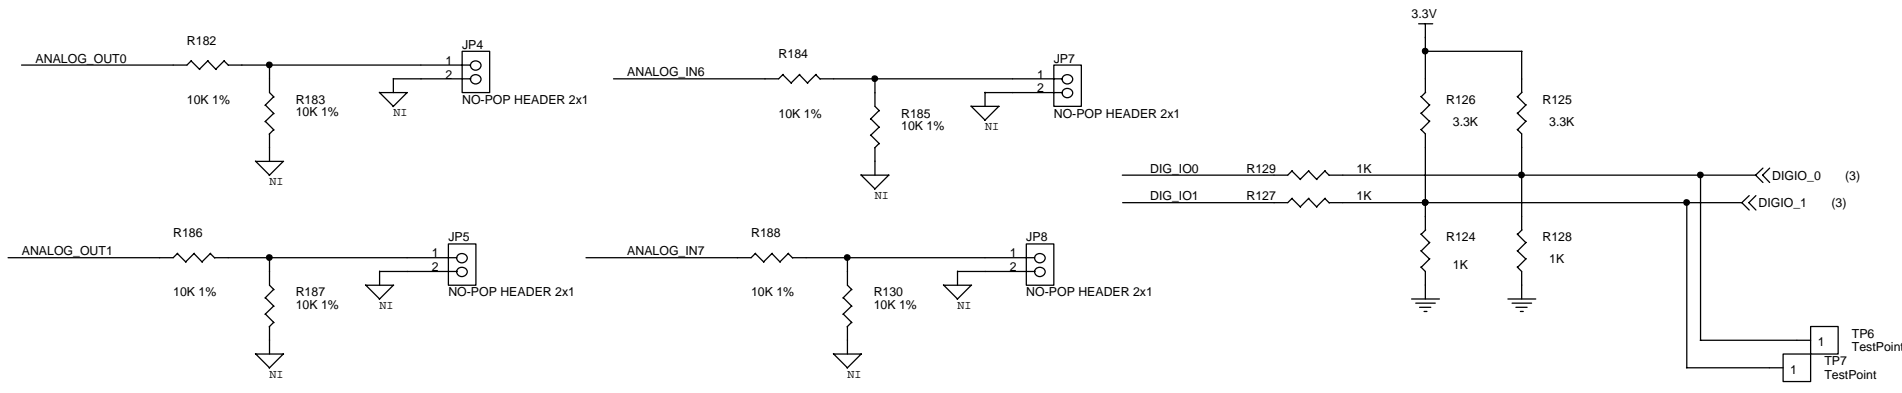 R182
ANALOG_OUT0
10K 1%
R183
10K 1%
NI
JP4
1
2
NO-POP HEADER 2x1
NI
R184
ANALOG_IN6
10K 1%
R185
10K 1%
NI
JP7
1
2
NO-POP HEADER 2x1
NI
R186
ANALOG_OUT1
10K 1%
R187
10K 1%
NI
JP5
1
2
NO-POP HEADER 2x1
NI
R188
ANALOG_IN7
10K 1%
R130
10K 1%
NI
JP8
1
2
NO-POP HEADER 2x1
NI
3.3V
R126
3.3K
R125
3.3K
DIG_IO0
R129
1K
DIGIO_0
(3)
DIG_IO1
R127
1K
DIGIO_1
(3)
R124
1K
R128
1K
1
TP6
TestPoint
1
TP7
TestPoint